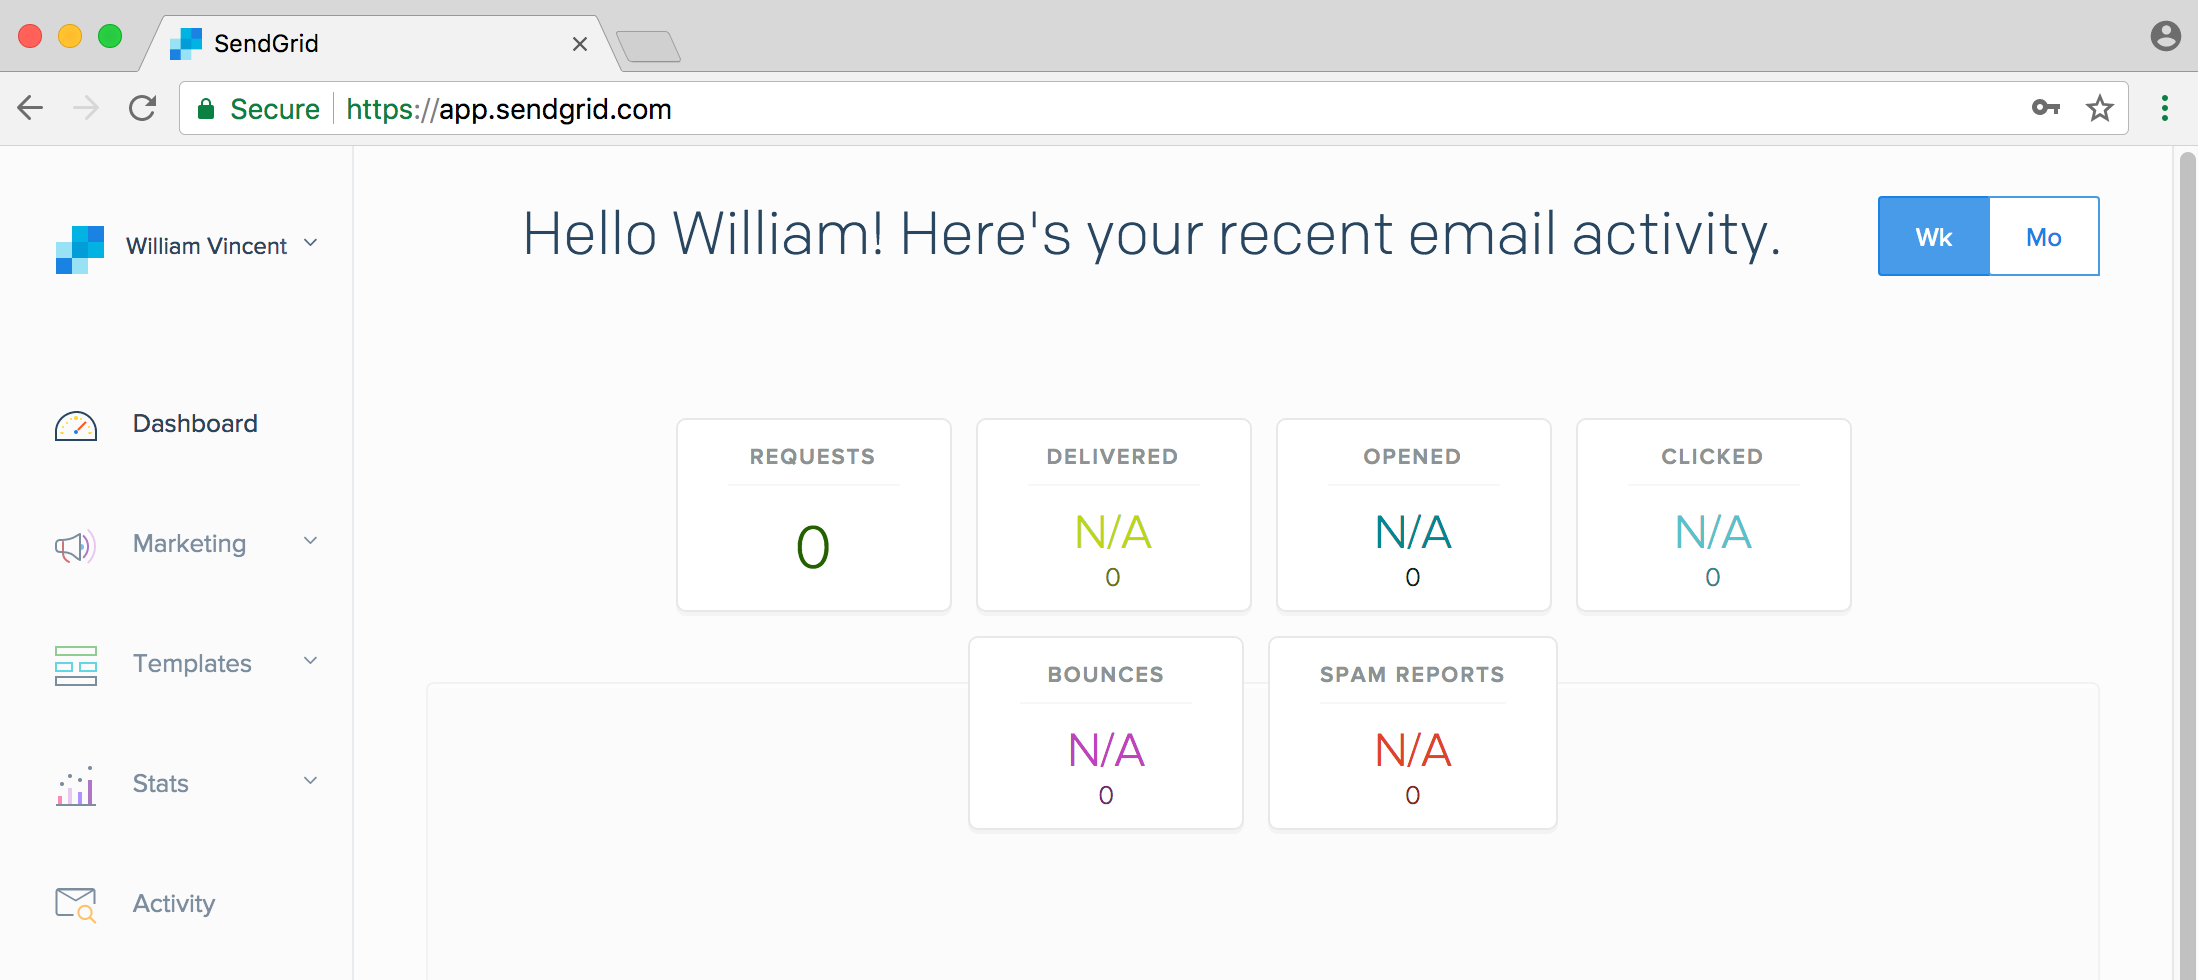 SendGrid
Secure https://app.sendgrid.com
William Vincent
Hello William! Here's your recent email activity.
Wk Mo
Dashboard
Marketing
Templates
Stats
Activity
REQUESTS
0
DELIVERED
N/A
0
OPENED
N/A
0
CLICKED
N/A
0
BOUNCES
N/A
0
SPAM REPORTS
N/A
0